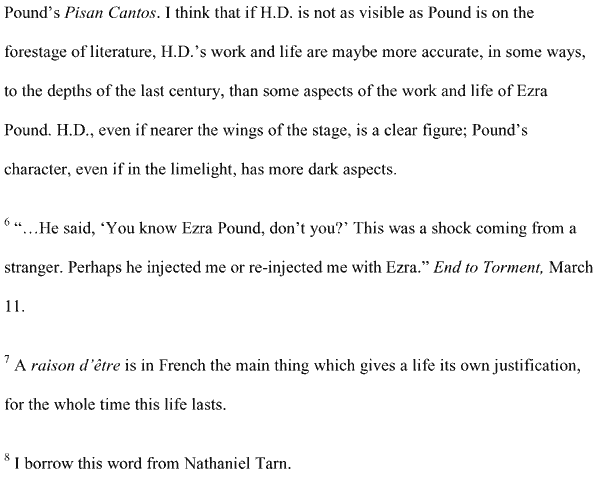 Pound’s Pisan Cantos. I think that if H.D. is not as visible as Pound is on the
forestage of literature, H.D.’s work and life are maybe more accurate, in some ways,
to the depths of the last century, than some aspects of the work and life of Ezra
Pound. H.D., even if nearer the wings of the stage, is a clear figure; Pound’s
character, even if in the limelight, has more dark aspects.
6 “…He said, ‘You know Ezra Pound, don’t you?’ This was a shock coming from a
stranger. Perhaps he injected me or re-injected me with Ezra.” End to Torment, March
11.
7 A raison d’être is in French the main thing which gives a life its own justification,
for the whole time this life lasts.
8 I borrow this word from Nathaniel Tarn.